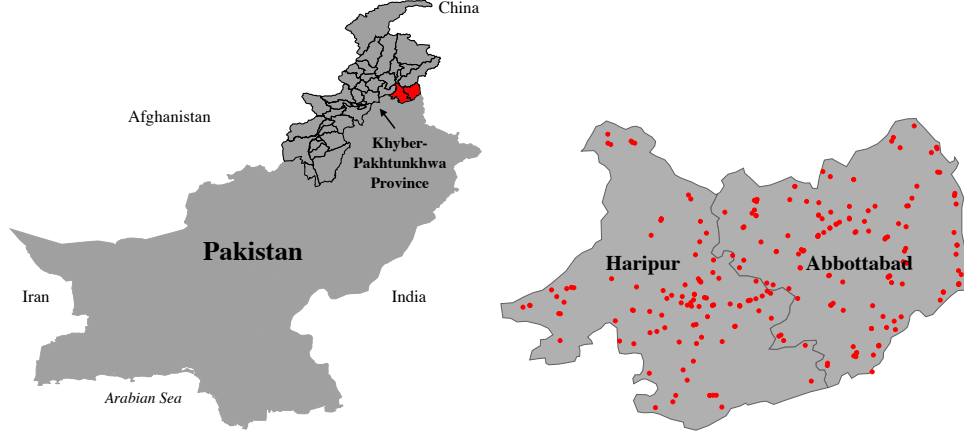 China
Afghanistan
Khyber-
Pakhtunkhwa
Province
Pakistan
Iran
India
Arabian Sea
Haripur
Abbottabad